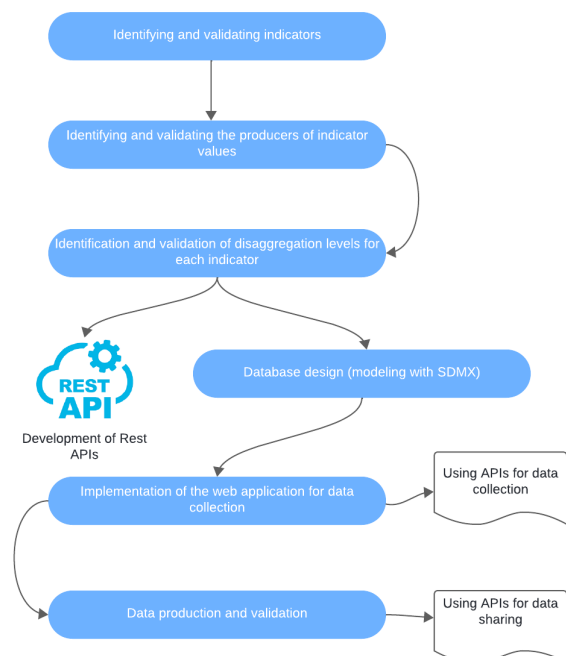 Identifying and validating indicators
Identifying and validating the producers of indicator
values
Identification and validation of disaggregation levels for
each indicator
REST
API
Development of Rest
APIs
Database design (modeling with SDMX)
Implementation of the web application for data
collection
Using APIs for data
collection
Data production and validation
Using APIs for data
sharing